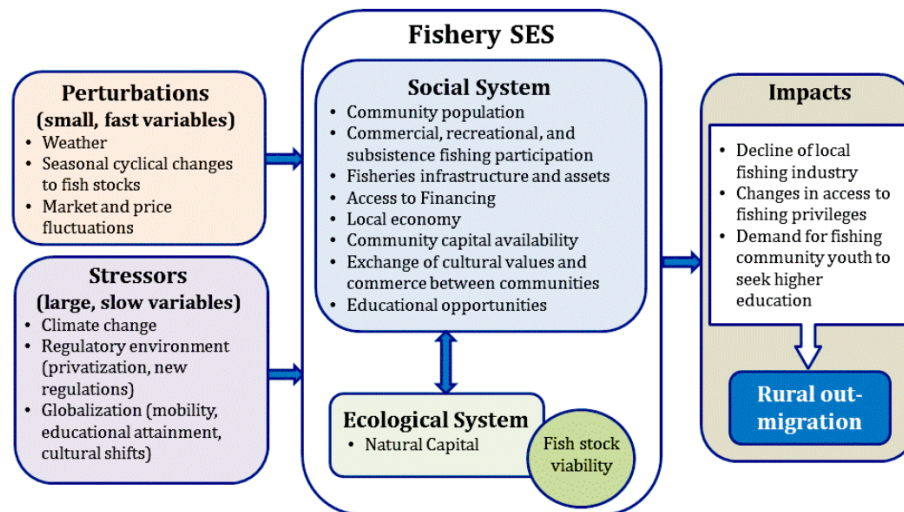 Fishery SES
Perturbations
(small, fast variables)
• Weather
• Seasonal cyclical changes
to fish stocks
• Market and price
fluctuations
Stressors
(large, slow variables)
• Climate change
• Regulatory environment
(privatization, new
regulations)
• Globalization (mobility,
educational attainment,
cultural shifts)
Social System
• Community population
• Commercial, recreational, and
subsistence fishing participation
• Fisheries infrastructure and assets
• Access to Financing
• Local economy
• Community capital availability
• Exchange of cultural values and
commerce between communities
• Educational opportunities
Ecological System
• Natural Capital
Fish stock
viability
Impacts
• Decline of local
fishing industry
• Changes in access to
fishing privileges
• Demand for fishing
community youth to
seek higher
education
Rural out-
migration